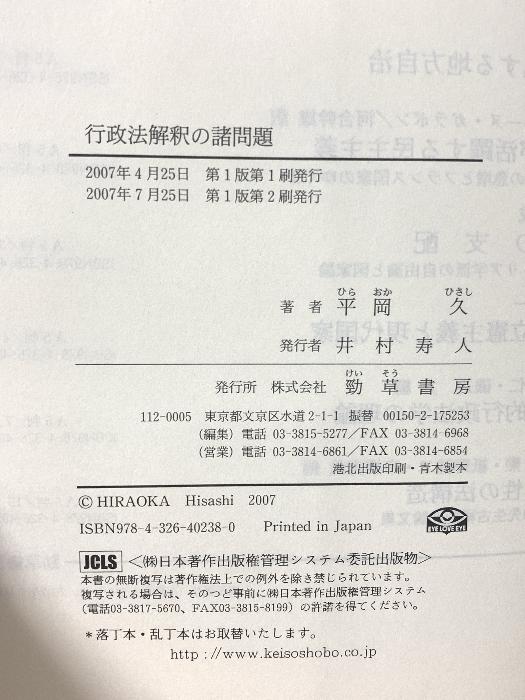 行政法解釈の諸問題
2007年4月25日 第1版第1刷発行
2007年7月25日 第1版第2刷発行
ひら おか ひさし
著者 平岡 久
発行者 井村寿人
けい そう
発行所 株式会社 勁草書房
112-0005 東京都文京区水道2-1-1 振替 00150-2-175253
(編集) 電話 03-3815-5277/FAX 03-3814-6968
(営業) 電話 03-3814-6861/FAX 03-3814-6854
港北出版印刷・青木製本
© HIRAOKA Hisashi 2007
ISBN978-4-326-40238-0 Printed in Japan
EYE LOVE EYE
JCLS <㈱日本著作出版権管理システム委託出版物>
本書の無断複写は著作権法上での例外を除き禁じられています。
複写される場合は、そのつど事前に㈱日本著作出版権管理システム
(電話03-3817-5670、FAX03-3815-8199)の許諾を得てください。
*落丁本・乱丁本はお取替いたします。
http://www.keisoshobo.co.jp